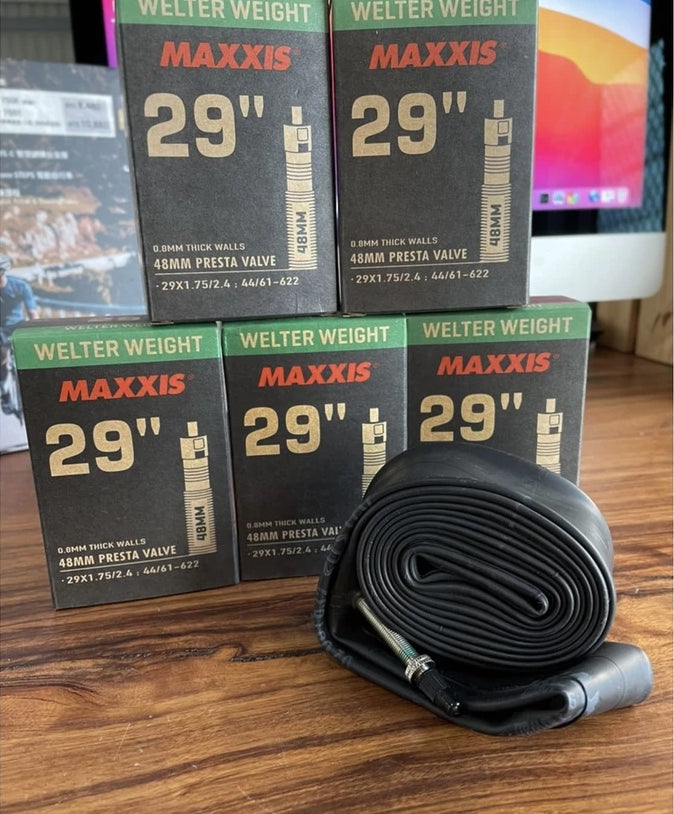 WELTER WEIGHT
MAXXIS
29"
48MM
0.8MM THICK WALLS
48MM PRESTA VALVE
·29X1.75/2.4 ; 44/61-622
WELTER WEIGHT
MAXXIS
29"
48MM
0.8MM THICK WALLS
48MM PRESTA VALVE
·29X1.75/2.4 ; 44/61-622
WELTER WEIGHT
MAXXIS
29"
48MM
0.8MM THICK WALLS
48MM PRESTA VALVE
·29X1.75/2.4 ; 44/61-622
WELTER WEIGHT
MAXXIS
29"
0.8MM THICK WALLS
48MM PRESTA VAL
·29X1.75/2.4 ; 44
WELTER WEIGHT
MAXXIS
29"